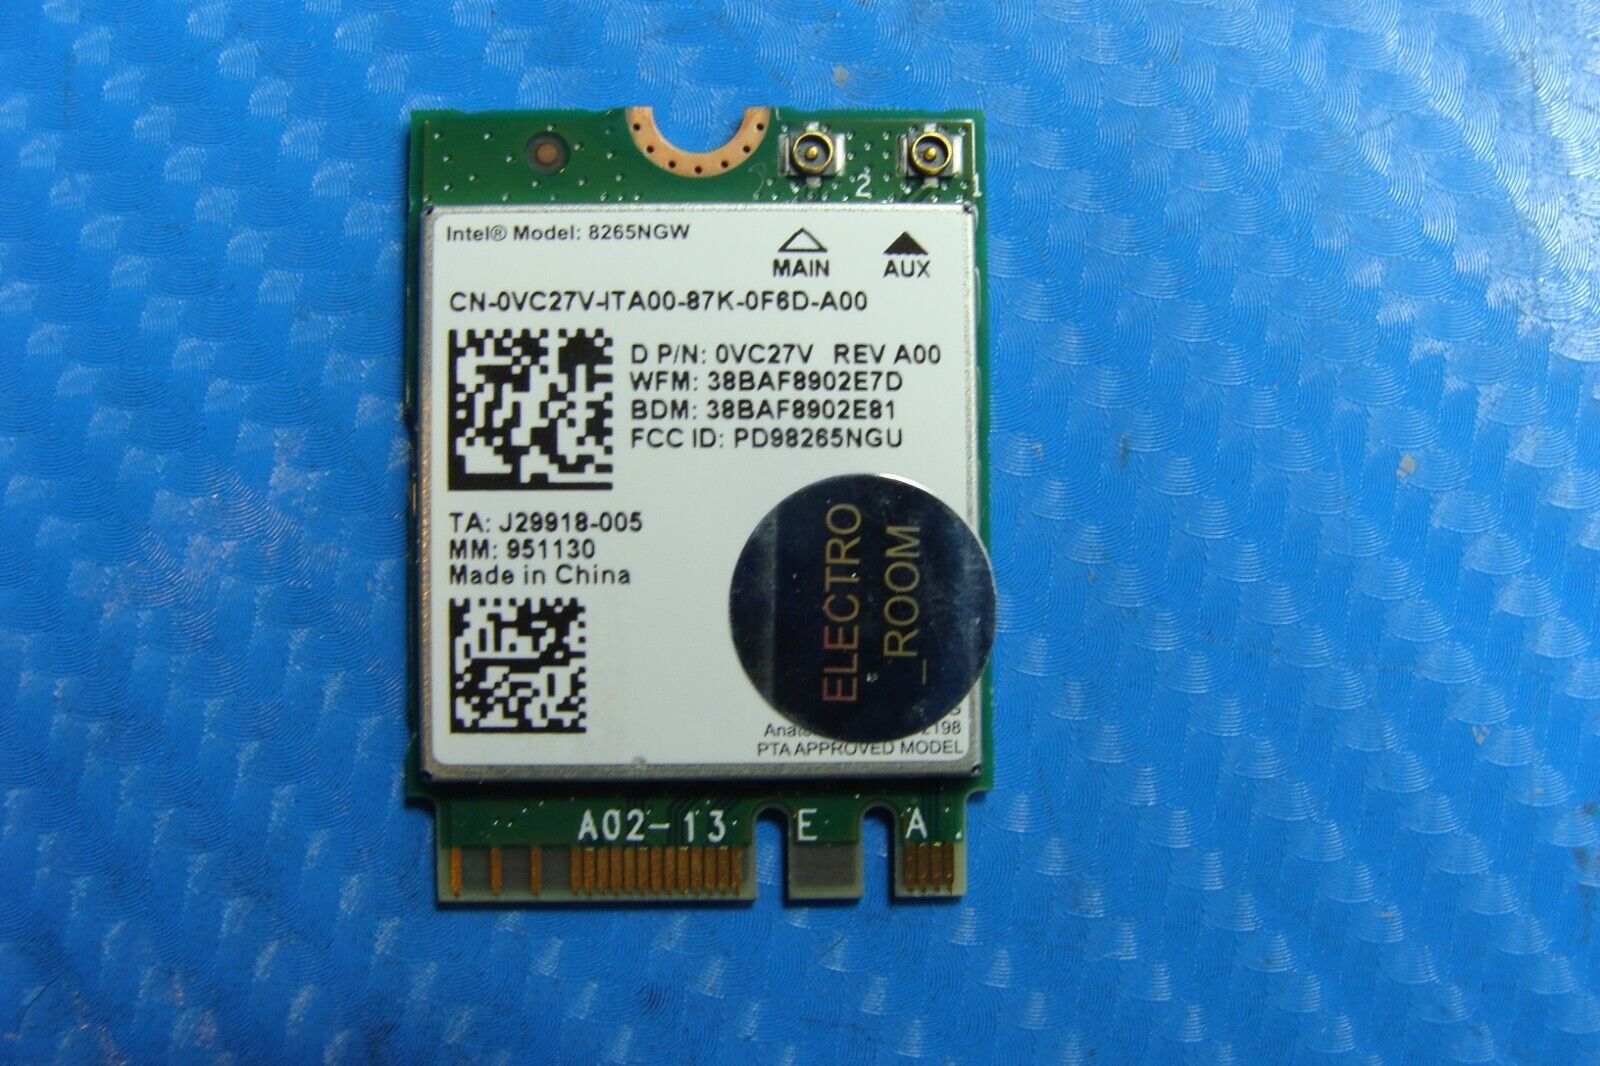 2
1
Intel® Model: 8265NGW
MAIN
AUX
CN-0VC27V-ITA00-87K-0F6D-A00
D P/N: 0VC27V REV A00
WFM: 38BAF8902E7D
BDM: 38BAF8902E81
FCC ID: PD98265NGU
TA: J29918-005
MM: 951130
Made in China
ELECTRO
_ROOM
2198
PTA APPROVED MODEL
A02-13
E
A